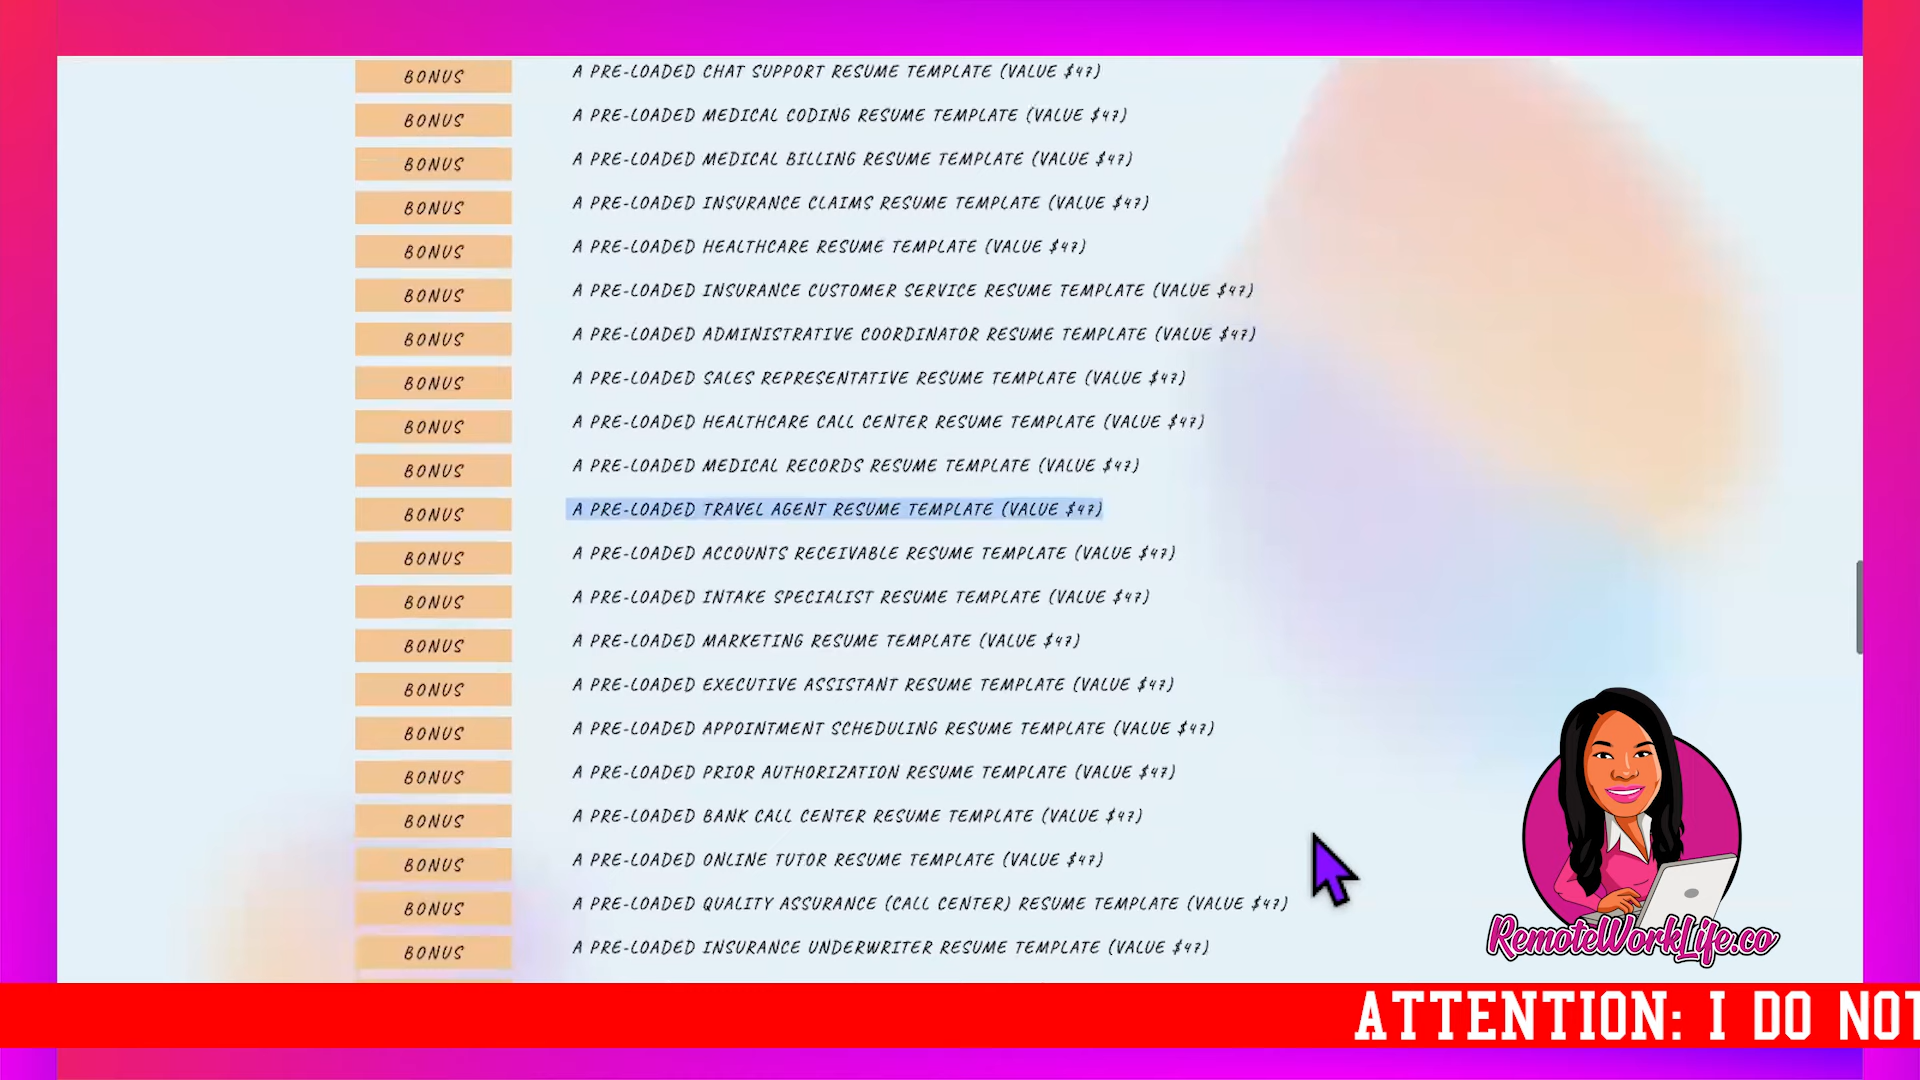 BONUS A PRE-LOADED CHAT SUPPORT RESUME TEMPLATE (VALUE $47)
BONUS A PRE-LOADED MEDICAL CODING RESUME TEMPLATE (VALUE $47)
BONUS A PRE-LOADED MEDICAL BILLING RESUME TEMPLATE (VALUE $47)
BONUS A PRE-LOADED INSURANCE CLAIMS RESUME TEMPLATE (VALUE $47)
BONUS A PRE-LOADED HEALTHCARE RESUME TEMPLATE (VALUE $47)
BONUS A PRE-LOADED INSURANCE CUSTOMER SERVICE RESUME TEMPLATE (VALUE $47)
BONUS A PRE-LOADED ADMINISTRATIVE COORDINATOR RESUME TEMPLATE (VALUE $47)
BONUS A PRE-LOADED SALES REPRESENTATIVE RESUME TEMPLATE (VALUE $47)
BONUS A PRE-LOADED HEALTHCARE CALL CENTER RESUME TEMPLATE (VALUE $47)
BONUS A PRE-LOADED MEDICAL RECORDS RESUME TEMPLATE (VALUE $47)
BONUS A PRE-LOADED TRAVEL AGENT RESUME TEMPLATE (VALUE $47)
BONUS A PRE-LOADED ACCOUNTS RECEIVABLE RESUME TEMPLATE (VALUE $47)
BONUS A PRE-LOADED INTAKE SPECIALIST RESUME TEMPLATE (VALUE $47)
BONUS A PRE-LOADED MARKETING RESUME TEMPLATE (VALUE $47)
BONUS A PRE-LOADED EXECUTIVE ASSISTANT RESUME TEMPLATE (VALUE $47)
BONUS A PRE-LOADED APPOINTMENT SCHEDULING RESUME TEMPLATE (VALUE $47)
BONUS A PRE-LOADED PRIOR AUTHORIZATION RESUME TEMPLATE (VALUE $47)
BONUS A PRE-LOADED BANK CALL CENTER RESUME TEMPLATE (VALUE $47)
BONUS A PRE-LOADED ONLINE TUTOR RESUME TEMPLATE (VALUE $47)
BONUS A PRE-LOADED QUALITY ASSURANCE (CALL CENTER) RESUME TEMPLATE (VALUE $47)
BONUS A PRE-LOADED INSURANCE UNDERWRITER RESUME TEMPLATE (VALUE $47)
RemoteWorkLife.co
ATTENTION: I DO NOT